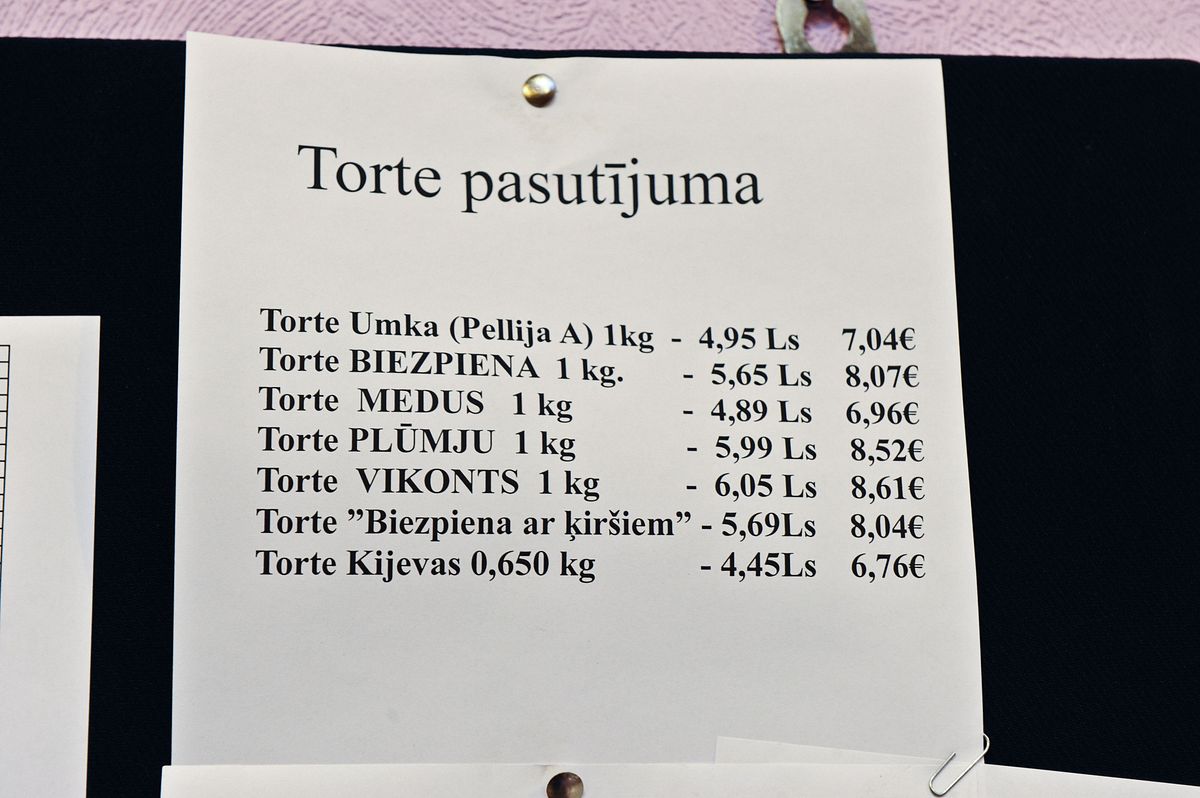 Torte pasutījuma
Torte Umka (Pellija A) 1kg - 4,95 Ls 7,04€
Torte BIEZPIENA 1 kg. - 5,65 Ls 8,07€
Torte MEDUS 1 kg - 4,89 Ls 6,96€
Torte PLŪMJU 1 kg - 5,99 Ls 8,52€
Torte VIKONTS 1 kg - 6,05 Ls 8,61€
Torte ”Biezpiena ar ķiršiem” - 5,69Ls 8,04€
Torte Kijevas 0,650 kg - 4,45Ls 6,76€